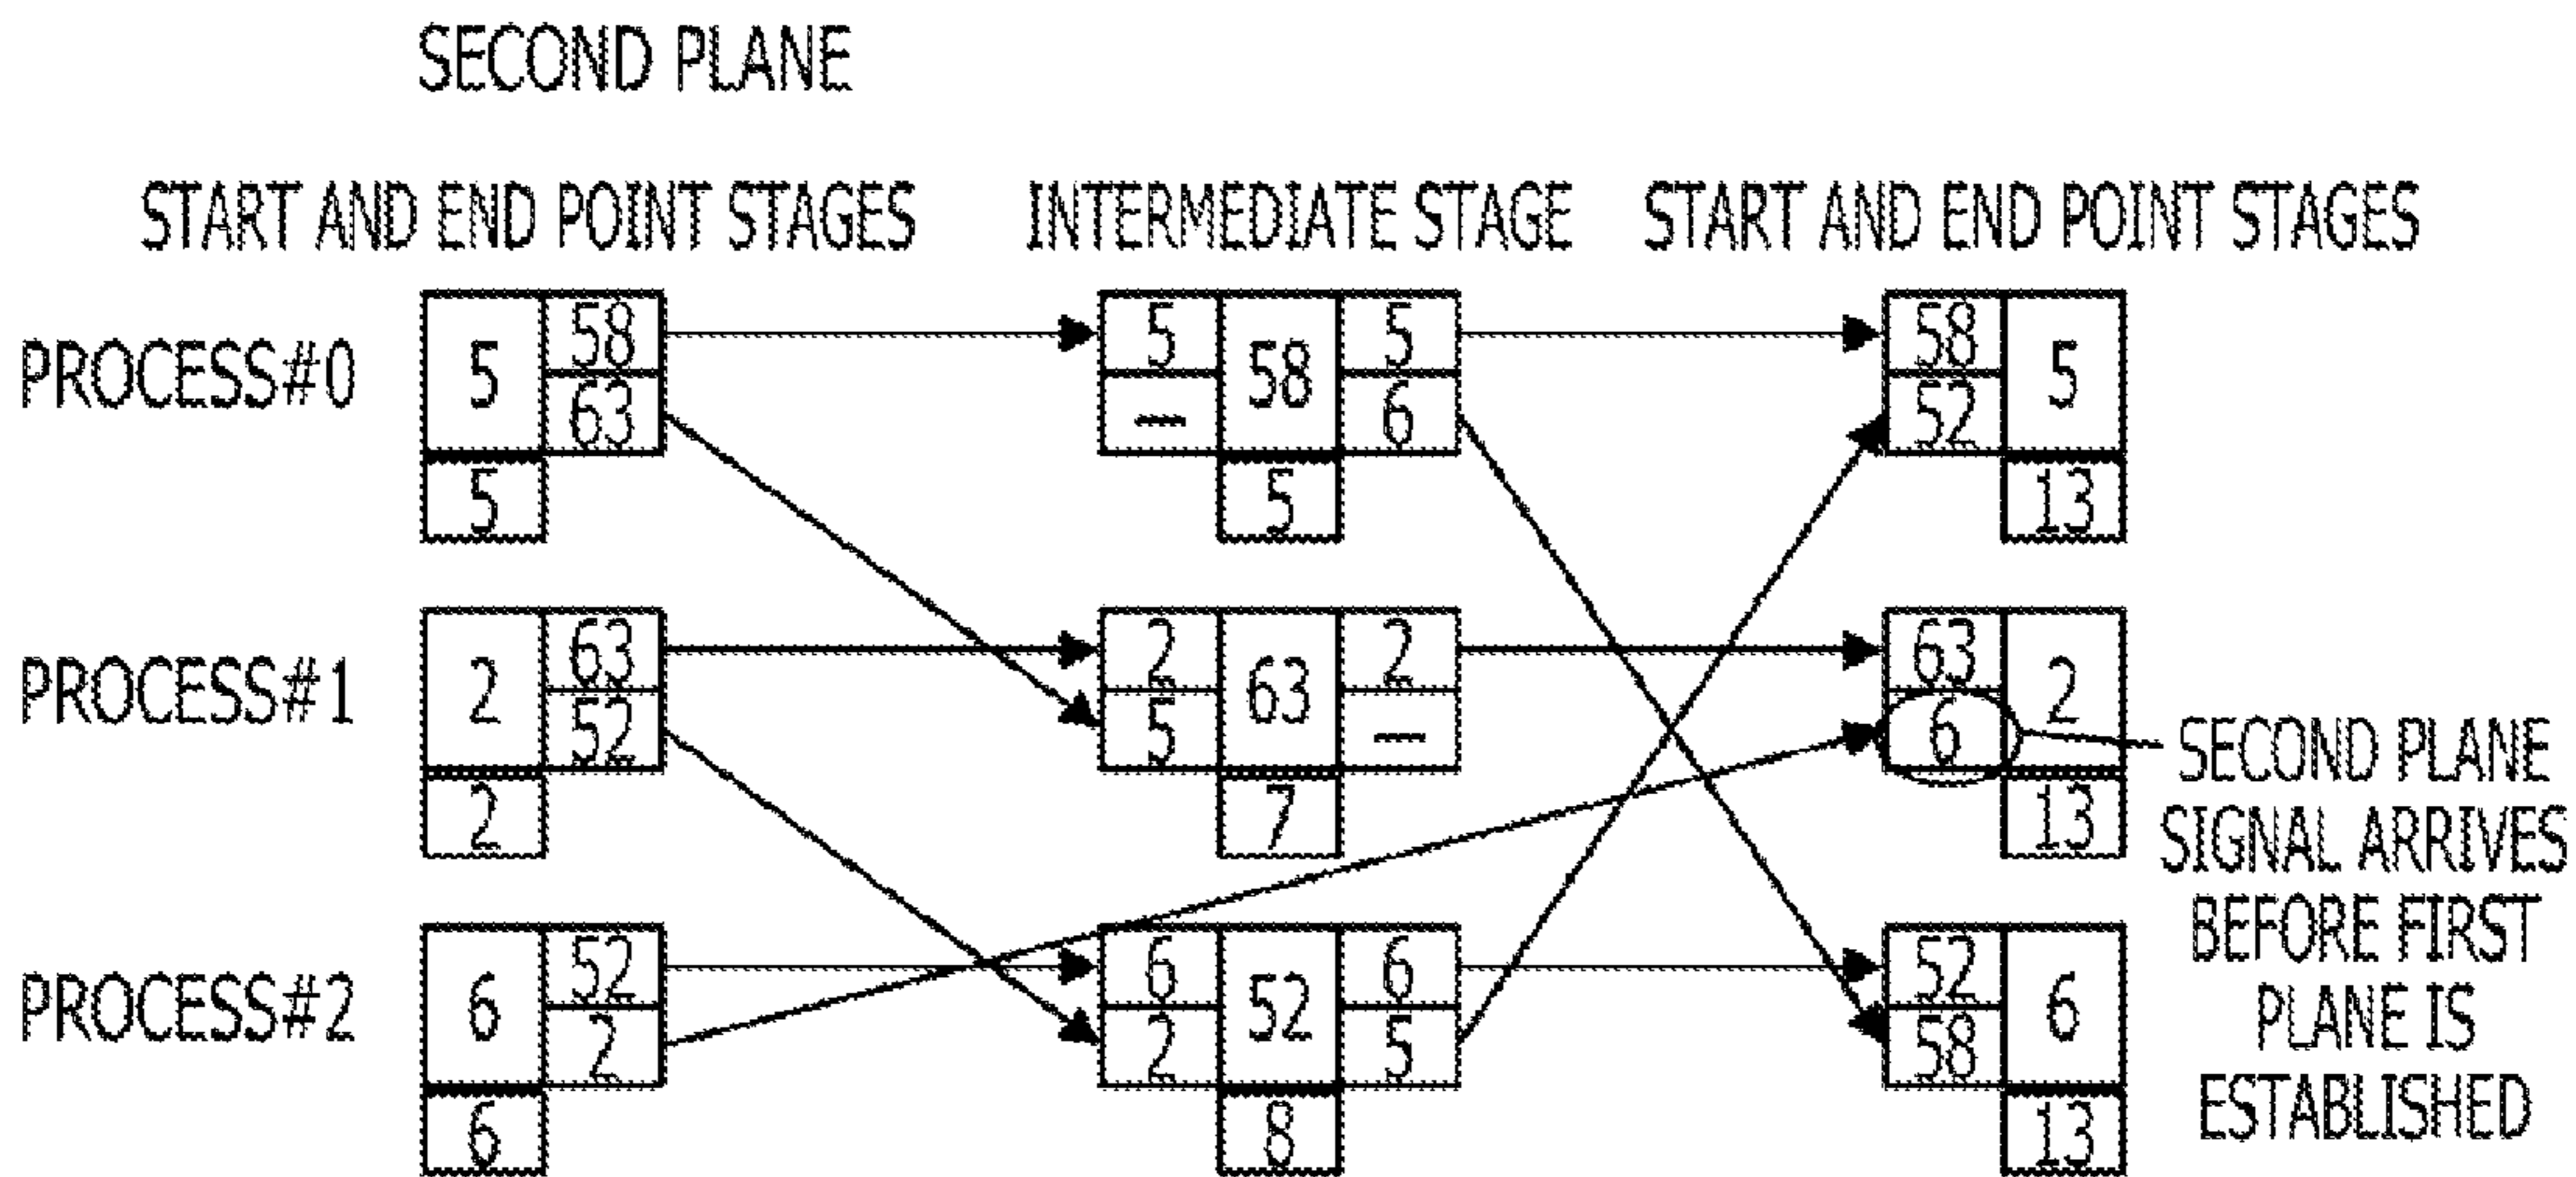 SECOND PLANE
START AND END POINT STAGES INTERMEDIATE STAGE START AND END POINT STAGES
PROCESS#0
5 58
63
5
5 58 5
— 6
5
58 5
52
13
PROCESS#1
2 63
52
2
2 63 2
5 —
7
63 2
6
13
SECOND PLANE
SIGNAL ARRIVES
BEFORE FIRST
PLANE IS
ESTABLISHED
PROCESS#2
6 52
2
6
6 52 6
2 5
8
52 6
58
13